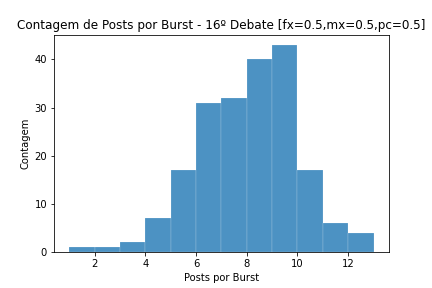 Contagem de Posts por Burst - 16º Debate [fx=0.5,mx=0.5,pc=0.5]
40
30
20
10
0
Contagem
2 4 6 8 10 12
Posts por Burst